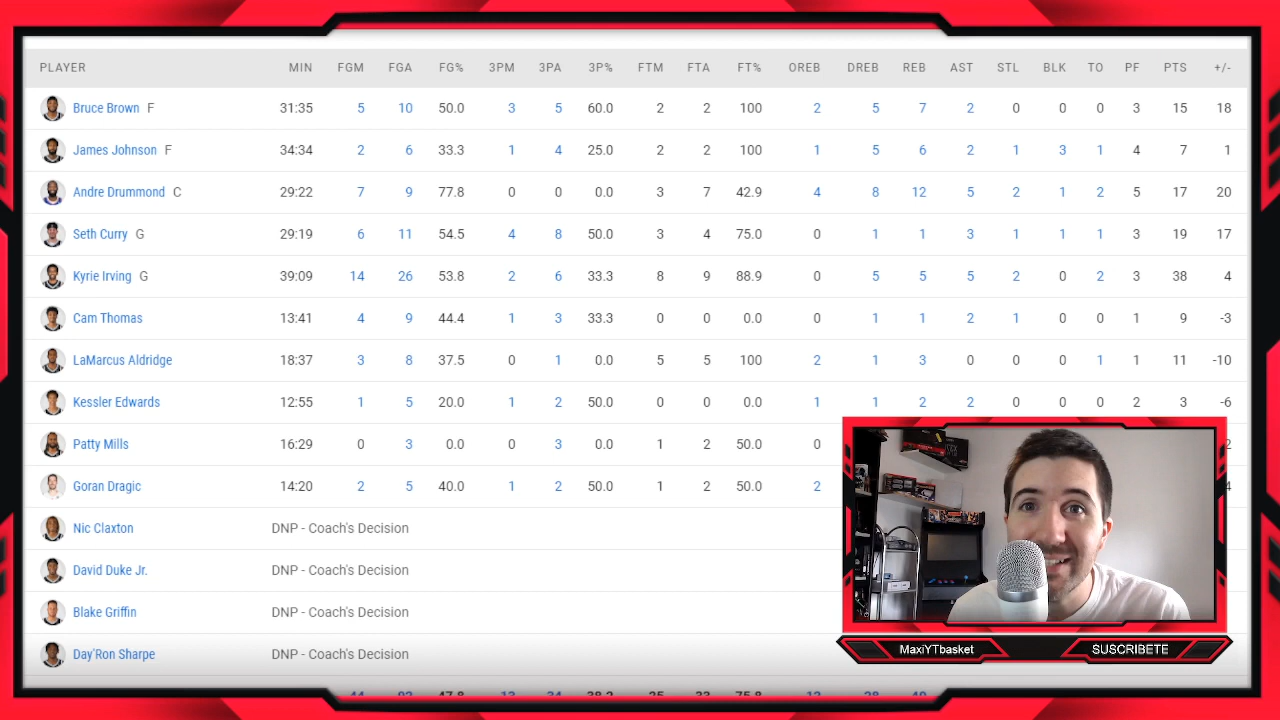 PLAYER MIN FGM FGA FG% 3PM 3PA 3P% FTM FTA FT% OREB DREB REB AST STL BLK TO PF PTS +/-
Bruce Brown F 31:35 5 10 50.0 3 5 60.0 2 2 100 2 5 7 2 0 0 0 3 15 18
James Johnson F 34:34 2 6 33.3 1 4 25.0 2 2 100 1 5 6 2 1 3 1 4 7 1
Andre Drummond C 29:22 7 9 77.8 0 0 0.0 3 7 42.9 4 8 12 5 2 1 2 5 17 20
Seth Curry G 29:19 6 11 54.5 4 8 50.0 3 4 75.0 0 1 1 3 1 1 1 3 19 17
Kyrie Irving G 39:09 14 26 53.8 2 6 33.3 8 9 88.9 0 5 5 5 2 0 2 3 38 4
Cam Thomas 13:41 4 9 44.4 1 3 33.3 0 0 0.0 0 1 1 2 1 0 0 1 9 -3
LaMarcus Aldridge 18:37 3 8 37.5 0 1 0.0 5 5 100 2 1 3 0 0 0 1 1 11 -10
Kessler Edwards 12:55 1 5 20.0 1 2 50.0 0 0 0.0 1 1 2 2 0 0 0 2 3 -6
Patty Mills 16:29 0 3 0.0 0 3 0.0 1 2 50.0 0
Goran Dragic 14:20 2 5 40.0 1 2 50.0 1 2 50.0 2
Nic Claxton DNP - Coach's Decision
David Duke Jr. DNP - Coach's Decision
Blake Griffin DNP - Coach's Decision
Day'Ron Sharpe DNP - Coach's Decision
MaxiYTbasket SUSCRIBETE